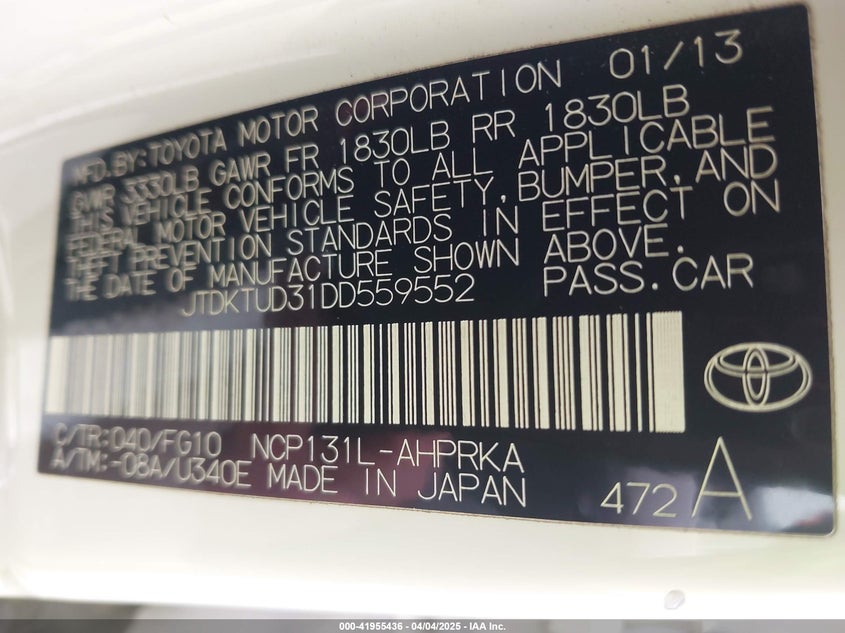 MFD.BY:TOYOTA MOTOR CORPORATION 01/13
GVWR 3330LB GAWR FR 1830LB RR 1830LB
THIS VEHICLE CONFORMS TO ALL APPLICABLE
FEDERAL MOTOR VEHICLE SAFETY,BUMPER,AND
THEFT PREVENTION STANDARDS IN EFFECT ON
THE DATE OF MANUFACTURE SHOWN ABOVE.
JTDKTUD31DD559552 PASS.CAR
C/TR:040/FG10 NCP131L-AHPRKA
A/TM:-08A/U340E MADE IN JAPAN 472 A
000-41955436 - 04/04/2025 - IAA Inc.